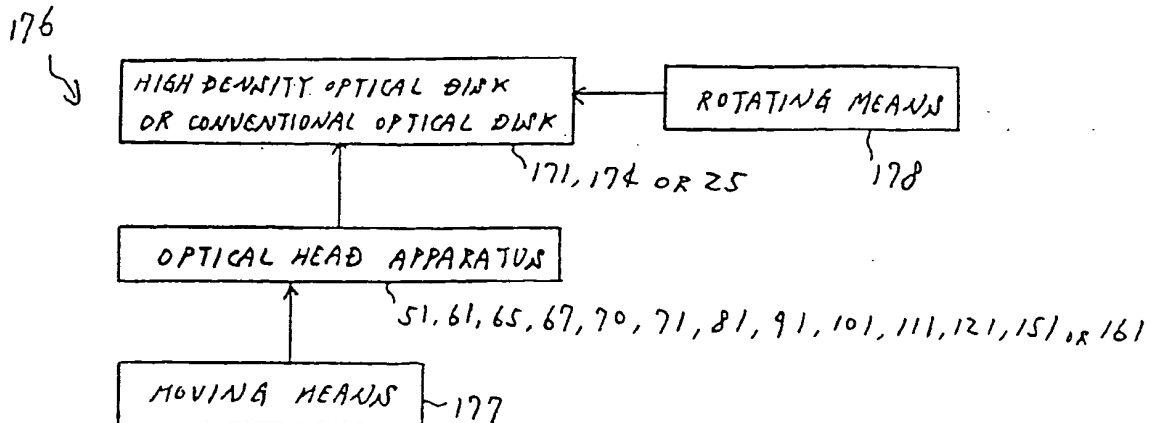 176
HIGH DENSITY OPTICAL DISK
OR CONVENTIONAL OPTICAL DISK
ROTATING MEANS
171, 174 OR 25
178
OPTICAL HEAD APPARATUS
51, 61, 65, 67, 70, 71, 81, 91, 101, 111, 121, 151 OR 161
MOVING MEANS
177